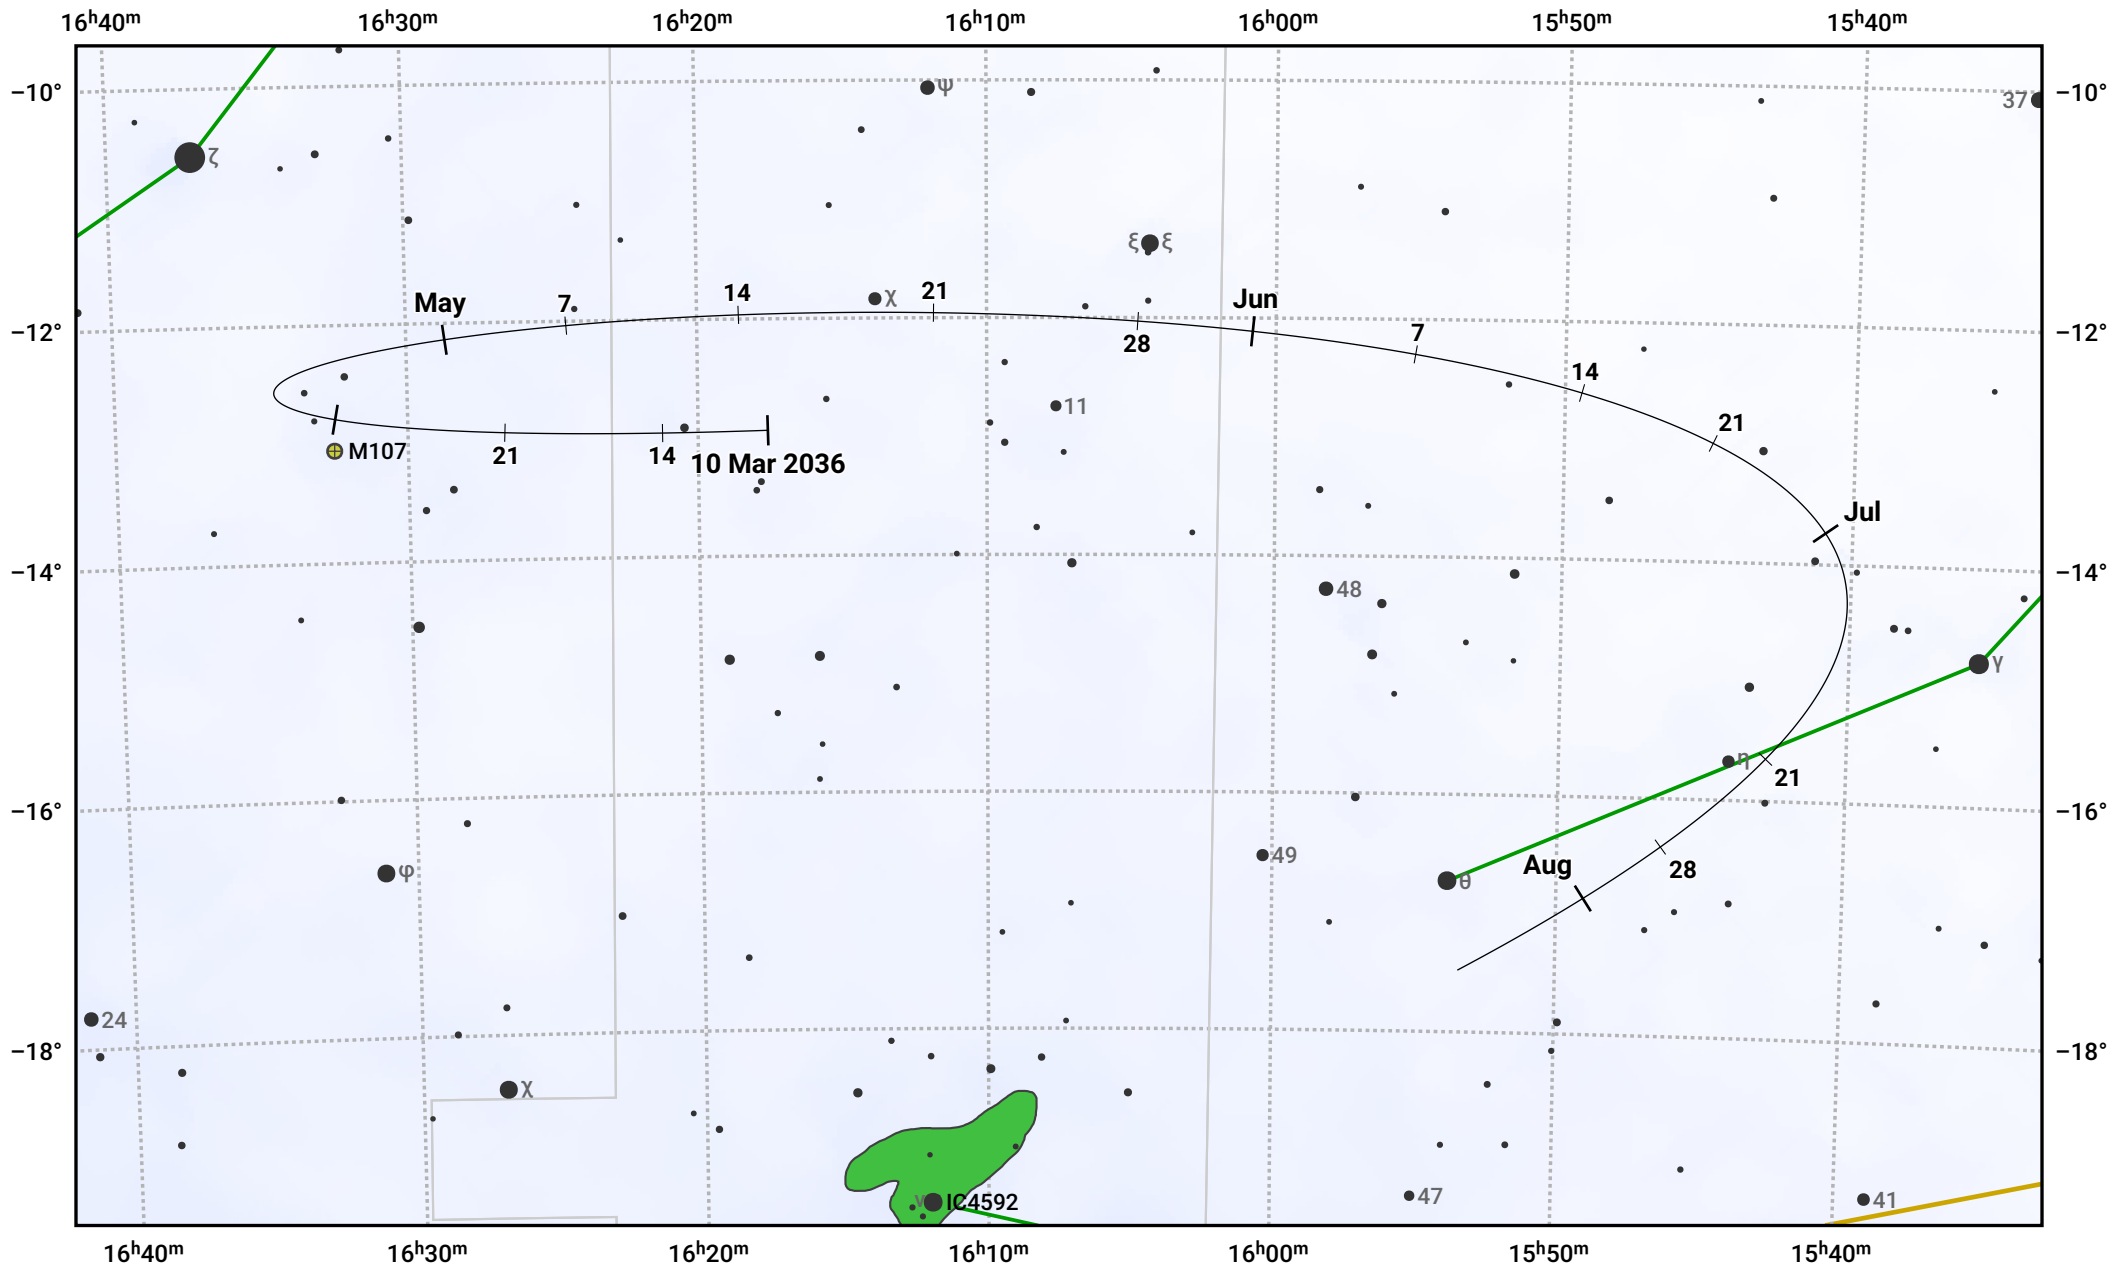 16ʰ40ᵐ 16ʰ30ᵐ 16ʰ20ᵐ 16ʰ10ᵐ 16ʰ00ᵐ 15ʰ50ᵐ 15ʰ40ᵐ
−10° ψ 37 −10°
ζ
ξ ξ
May 7 14 χ 21 Jun
−12° 28 7 −12°
14
11 21
M107 21 14 10 Mar 2036
Jul
−14° 48 −14°
γ
η
21
−16° −16°
49
φ Aug 28
θ
24
−18° −18°
χ
ν IC4592 47 41
16ʰ40ᵐ 16ʰ30ᵐ 16ʰ20ᵐ 16ʰ10ᵐ 16ʰ00ᵐ 15ʰ50ᵐ 15ʰ40ᵐ